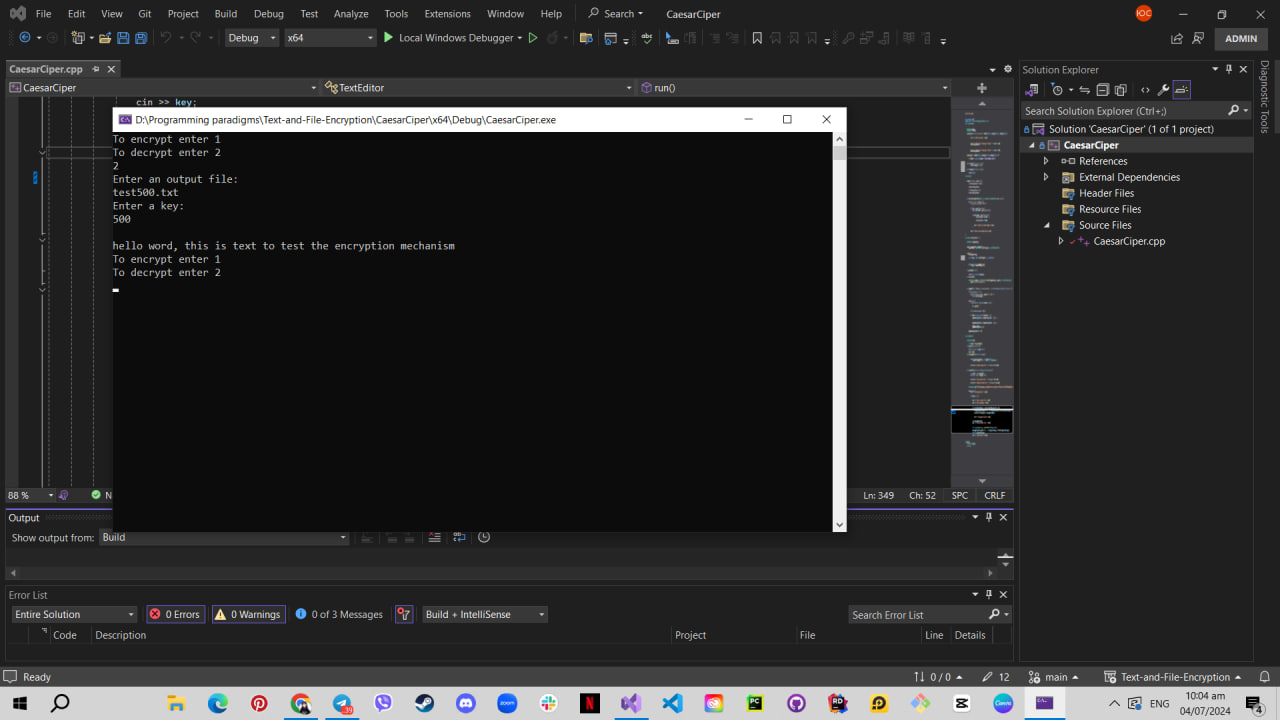 File Edit View Git Project Build Debug Test Analyze Tools Extensions Window Help Search CaesarCiper IOC
Debug x64 Local Windows Debugger ADMIN
CaesarCiper.cpp
CaesarCiper TextEditor run()
cin >> key;
D:\Programming paradigms\Text-and-File-Encryption\CaesarCiper\x64\Debug\CaesarCiper.exe
To encrypt enter 1
To decrypt enter 2
2
Enter an output file:
test500.txt
Enter a key:
500
hello word, this is text to test the encryption mechanism
To encrypt enter 1
To decrypt enter 2
Solution Explorer
Search Solution Explorer (Ctrl+;)
Solution 'CaesarCiper' (1 of 1 project)
CaesarCiper
References
External Dependencies
Header Files
Resource Files
Source Files
CaesarCiper.cpp
Diagnostic Tools
88 % N Ln: 349 Ch: 52 SPC CRLF
Output
Show output from: Build
Error List
Entire Solution 0 Errors 0 Warnings 0 of 3 Messages Build + IntelliSense Search Error List
Code Description Project File Line Details
Ready 0 / 0 12 main Text-and-File-Encryption
39 zoom N PC RD Canva ENG 10:04 am
04/07/2024 4